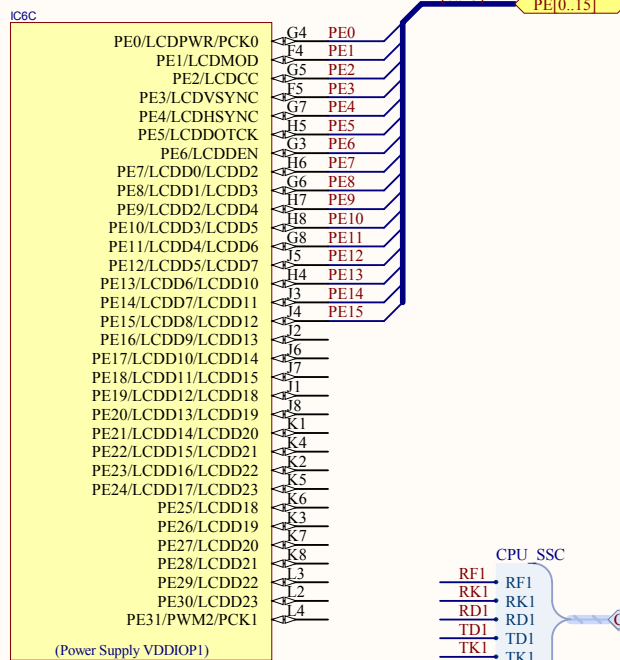 IC6C
PE[0..15]
PE0/LCDPWR/PCK0 G4 PE0
PE1/LCDMOD F4 PE1
PE2/LCDCC G5 PE2
PE3/LCDVSYNC F5 PE3
PE4/LCDHSYNC G7 PE4
PE5/LCDDOTCK H5 PE5
PE6/LCDDEN G3 PE6
PE7/LCDD0/LCDD2 H6 PE7
PE8/LCDD1/LCDD3 G6 PE8
PE9/LCDD2/LCDD4 H7 PE9
PE10/LCDD3/LCDD5 H8 PE10
PE11/LCDD4/LCDD6 G8 PE11
PE12/LCDD5/LCDD7 J5 PE12
PE13/LCDD6/LCDD10 H4 PE13
PE14/LCDD7/LCDD11 J3 PE14
PE15/LCDD8/LCDD12 J4 PE15
PE16/LCDD9/LCDD13 J2
PE17/LCDD10/LCDD14 J6
PE18/LCDD11/LCDD15 J7
PE19/LCDD12/LCDD18 J1
PE20/LCDD13/LCDD19 J8
PE21/LCDD14/LCDD20 K1
PE22/LCDD15/LCDD21 K4
PE23/LCDD16/LCDD22 K2
PE24/LCDD17/LCDD23 K5
PE25/LCDD18 K6
PE26/LCDD19 K3
PE27/LCDD20 K7
PE28/LCDD21 K8
PE29/LCDD22 L3
PE30/LCDD23 L2
PE31/PWM2/PCK1 L4
(Power Supply VDDIOP1)
CPU_SSC
RF1 RF1
RK1 RK1
RD1 RD1
TD1 TD1
TK1 TK1